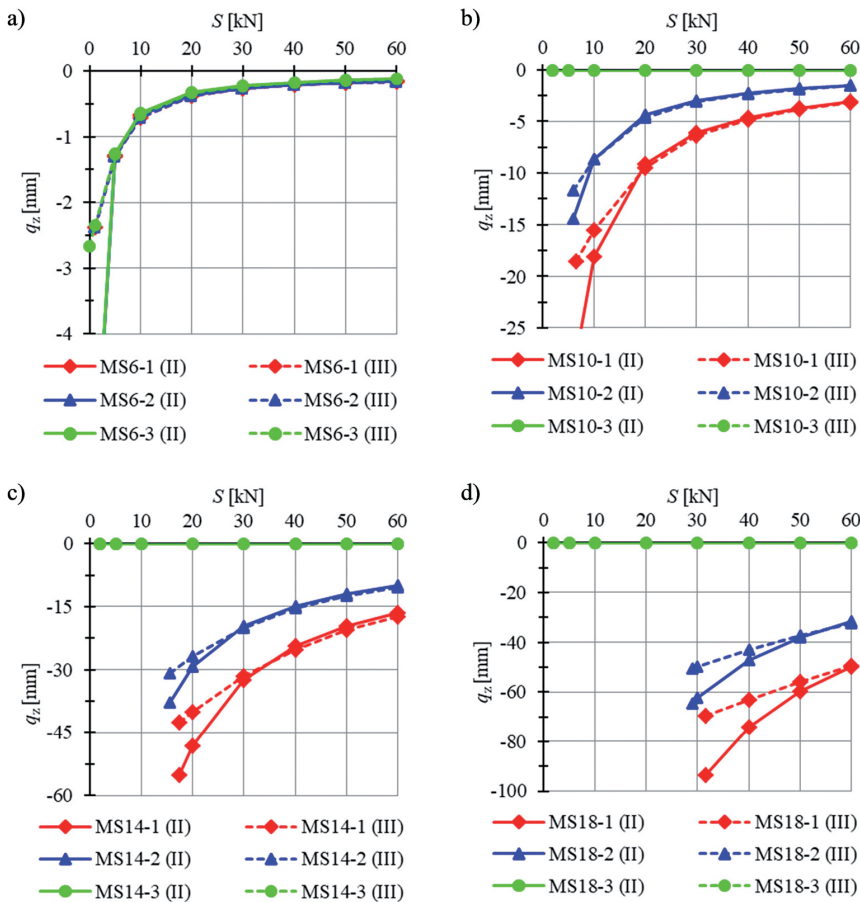 a)
S [kN]
0 10 20 30 40 50 60
0
-1
-2
-3
-4
qz [mm]
MS6-1 (II) MS6-1 (III)
MS6-2 (II) MS6-2 (III)
MS6-3 (II) MS6-3 (III)
b)
S [kN]
0 10 20 30 40 50 60
0
-5
-10
-15
-20
-25
qz [mm]
MS10-1 (II) MS10-1 (III)
MS10-2 (II) MS10-2 (III)
MS10-3 (II) MS10-3 (III)
c)
S [kN]
0 10 20 30 40 50 60
0
-15
-30
-45
-60
qz [mm]
MS14-1 (II) MS14-1 (III)
MS14-2 (II) MS14-2 (III)
MS14-3 (II) MS14-3 (III)
d)
S [kN]
0 10 20 30 40 50 60
0
-20
-40
-60
-80
-100
qz [mm]
MS18-1 (II) MS18-1 (III)
MS18-2 (II) MS18-2 (III)
MS18-3 (II) MS18-3 (III)